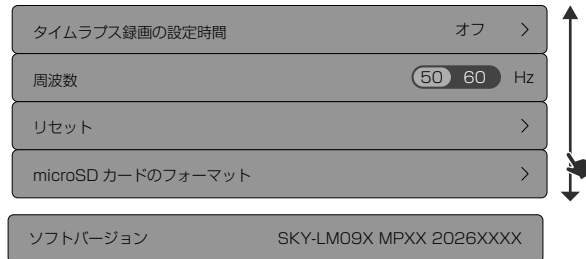 タイムラプス録画の設定時間 オフ >
周波数 50 60 Hz
リセット >
microSD カードのフォーマット >
ソフトバージョン SKY-LM09X MPXX 2026XXXX